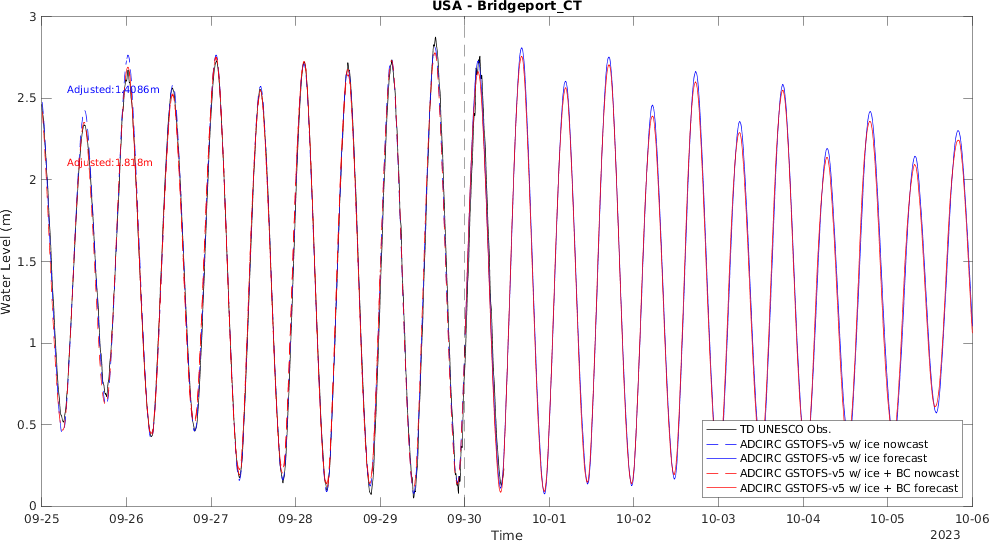 USA - Bridgeport_CT
3
2.5
2
1.5
1
0.5
0
Water Level (m)
Adjusted:1.4086m
Adjusted:1.818m
TD UNESCO Obs.
ADCIRC GSTOFS-v5 w/ ice nowcast
ADCIRC GSTOFS-v5 w/ ice forecast
ADCIRC GSTOFS-v5 w/ ice + BC nowcast
ADCIRC GSTOFS-v5 w/ ice + BC forecast
09-25 09-26 09-27 09-28 09-29 09-30 10-01 10-02 10-03 10-04 10-05 10-06
Time
2023